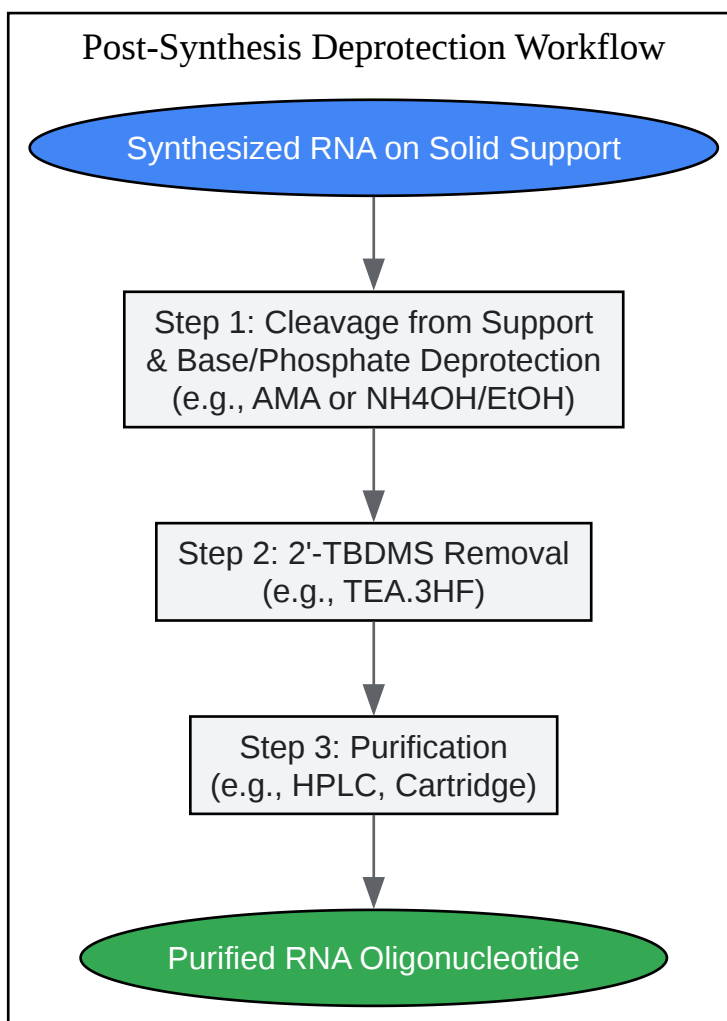 Post-Synthesis Deprotection Workflow
Synthesized RNA on Solid Support
Step 1: Cleavage from Support
& Base/Phosphate Deprotection
(e.g., AMA or NH4OH/EtOH)
Step 2: 2'-TBDMS Removal
(e.g., TEA.3HF)
Step 3: Purification
(e.g., HPLC, Cartridge)
Purified RNA Oligonucleotide